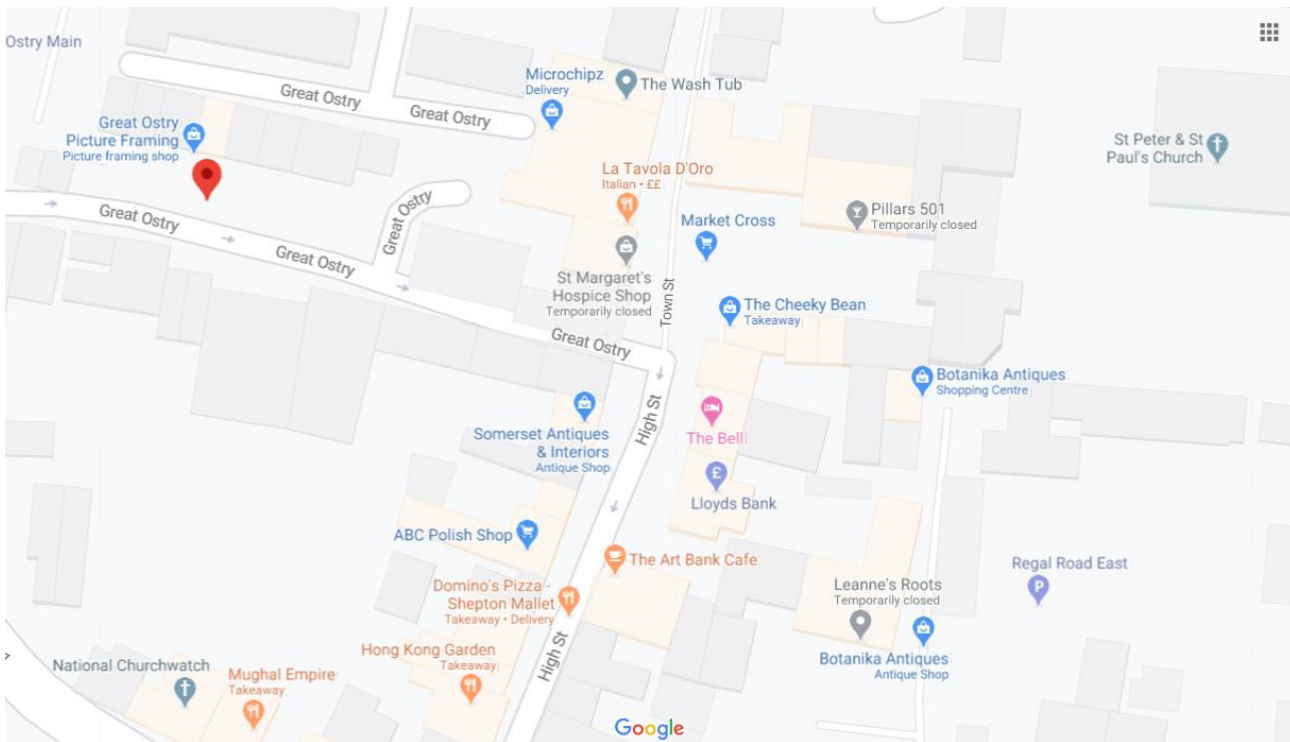 Ostry Main
Great Ostry
Great Ostry
Great Ostry
Picture Framing
Picture framing shop
Great Ostry
Great Ostry
Great Ostry
Great Ostry
Microchipz
Delivery
The Wash Tub
La Tavola D'Oro
Italian • ££
St Margaret's
Hospice Shop
Temporarily closed
Market Cross
Town St
Pillars 501
Temporarily closed
St Peter & St
Paul's Church
The Cheeky Bean
Takeaway
Botanika Antiques
Shopping Centre
High St
The Bell
Somerset Antiques
& Interiors
Antique Shop
£
Lloyds Bank
ABC Polish Shop
The Art Bank Cafe
Domino's Pizza -
Shepton Mallet
Takeaway • Delivery
Leanne's Roots
Temporarily closed
Regal Road East
P
Botanika Antiques
Antique Shop
Hong Kong Garden
Takeaway
High St
National Churchwatch
Mughal Empire
Takeaway
Google